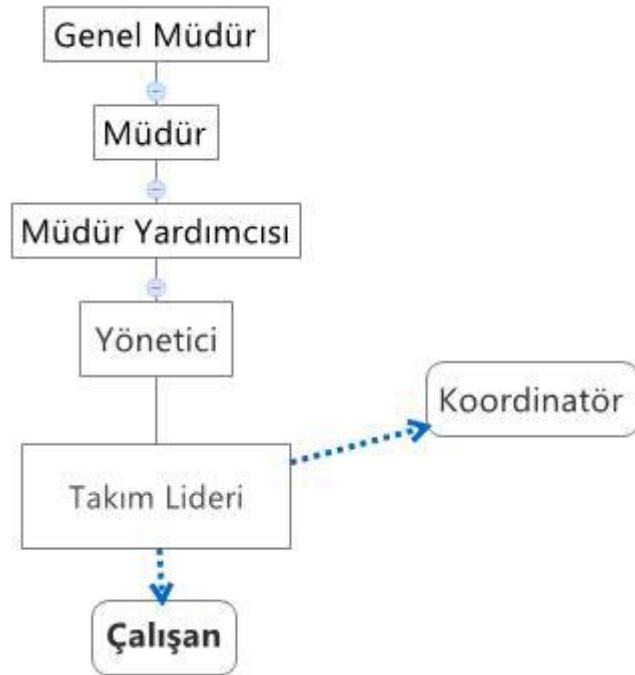 Genel Müdür
Müdür
Müdür Yardımcısı
Yönetici
Koordinatör
Takım Lideri
Çalışan